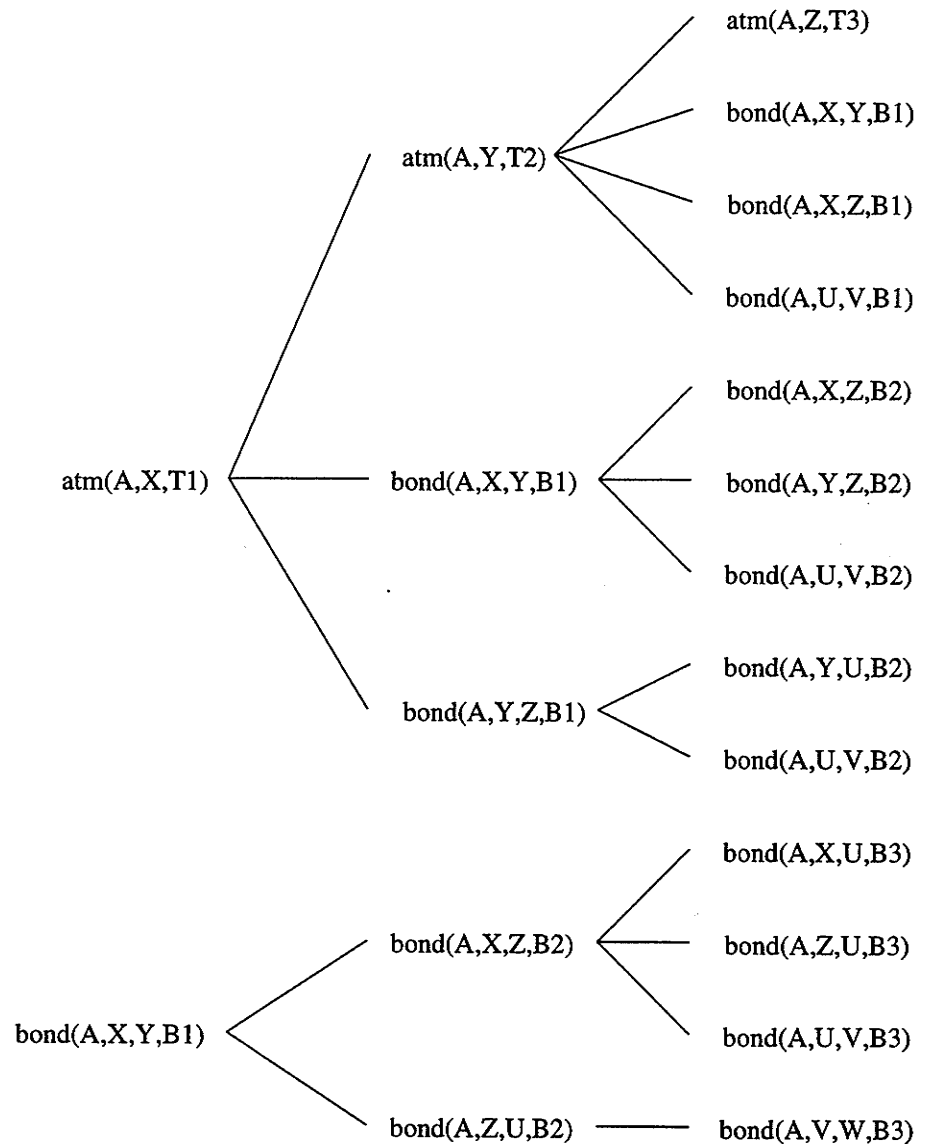 atm(A,Z,T3)
bond(A,X,Y,B1)
atm(A,Y,T2)
bond(A,X,Z,B1)
bond(A,U,V,B1)
bond(A,X,Z,B2)
atm(A,X,T1)
bond(A,X,Y,B1)
bond(A,Y,Z,B2)
bond(A,U,V,B2)
bond(A,Y,U,B2)
bond(A,Y,Z,B1)
bond(A,U,V,B2)
bond(A,X,U,B3)
bond(A,X,Z,B2)
bond(A,Z,U,B3)
bond(A,X,Y,B1)
bond(A,U,V,B3)
bond(A,Z,U,B2)
bond(A,V,W,B3)